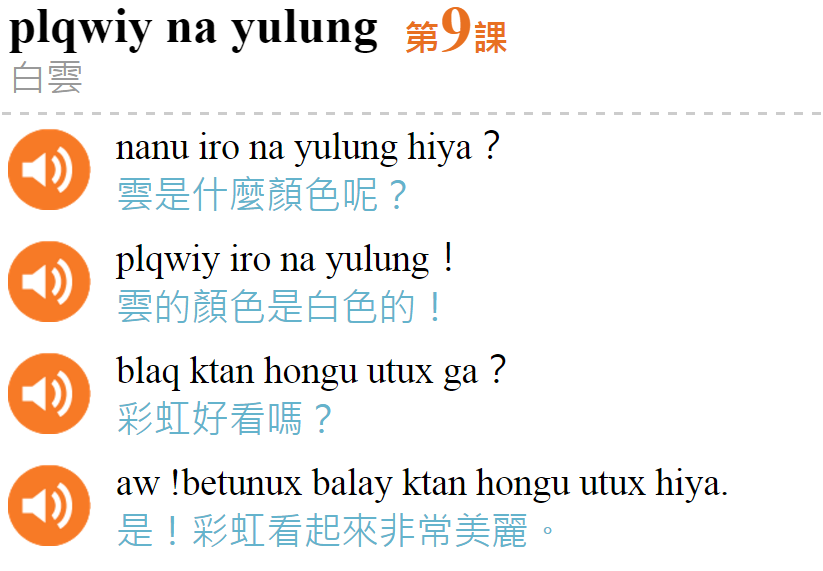 plqwiy na yulung 第9課
白雲
nanu iro na yulung hiya？
雲是什麼顏色呢？
plqwiy iro na yulung！
雲的顏色是白色的！
blaq ktan hongu utux ga？
彩虹好看嗎？
aw !betunux balay ktan hongu utux hiya.
是！彩虹看起來非常美麗。